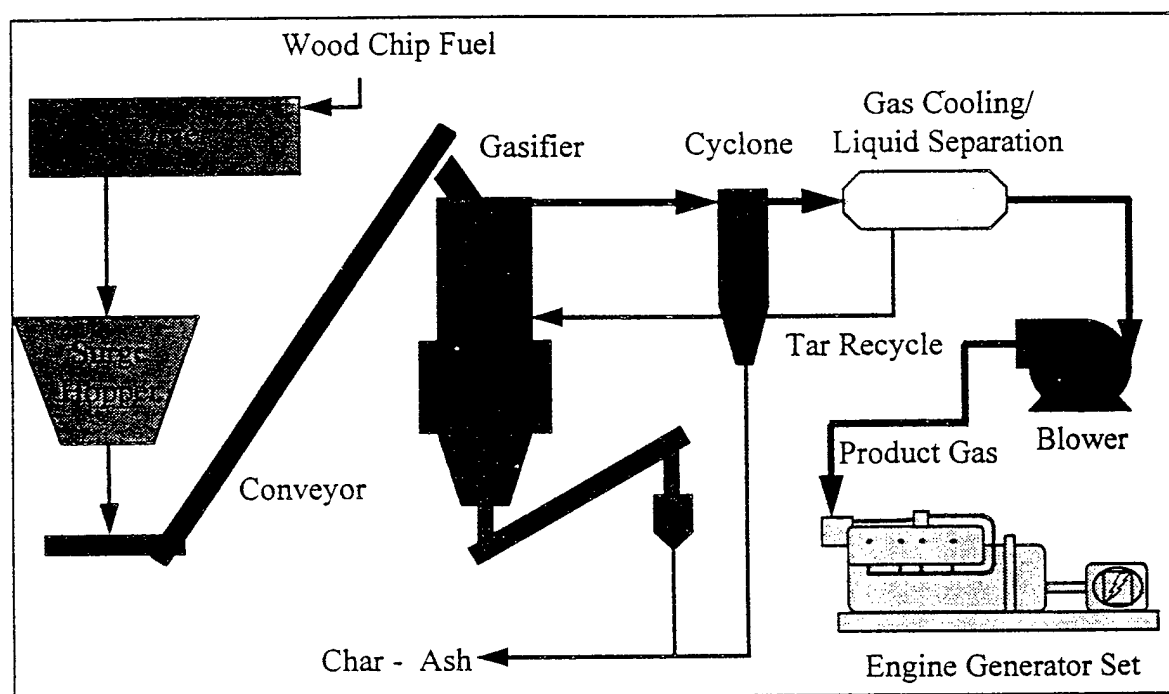 Wood Chip Fuel
Gas Cooling/
Liquid Separation
Gasifier
Cyclone
Surge
Hopper
Tar Recycle
Blower
Product Gas
Conveyor
Char - Ash
Engine Generator Set